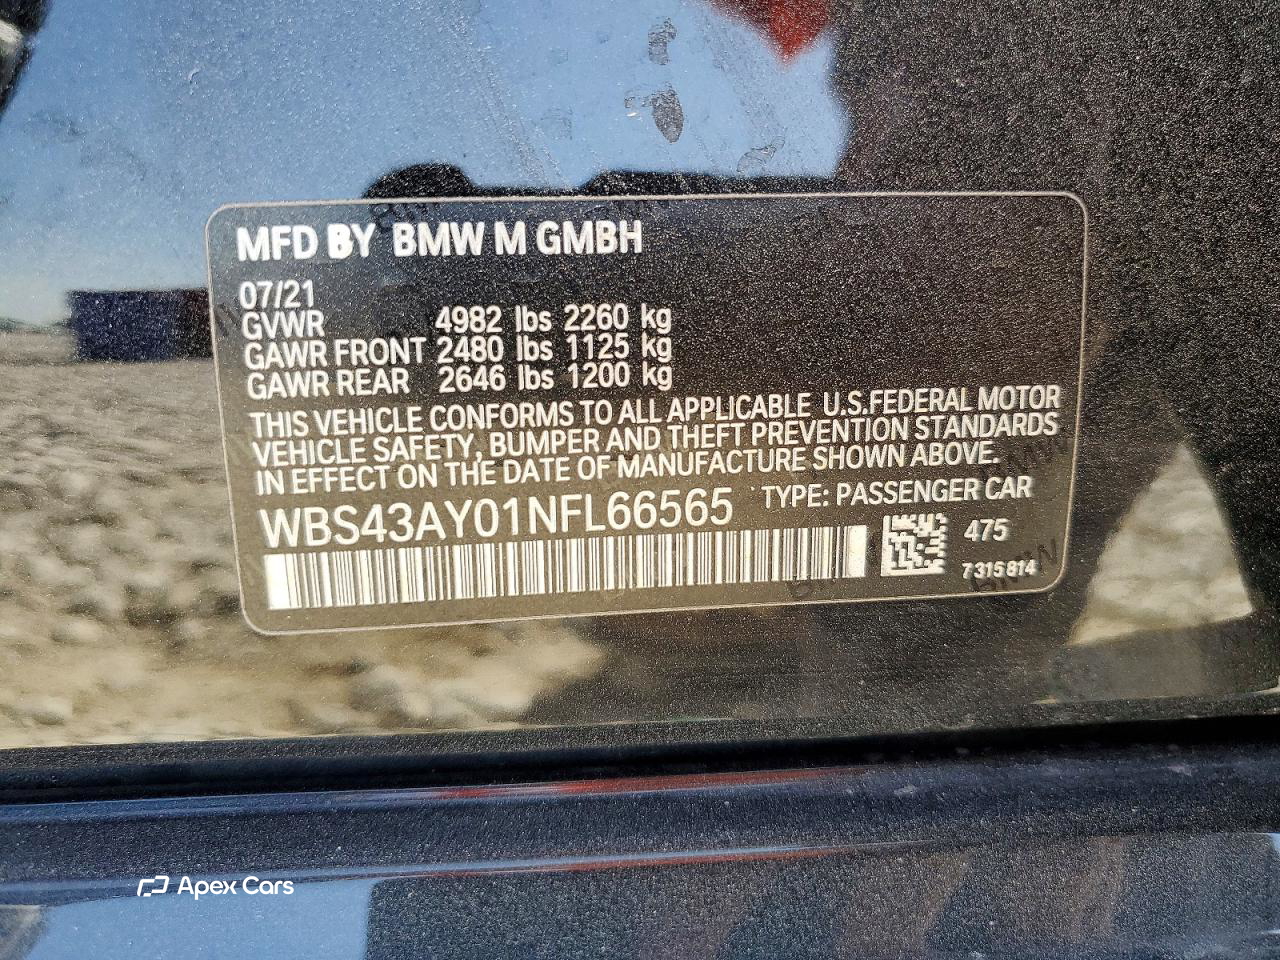 MFD BY BMW M GMBH
07/21
GVWR 4982 lbs 2260 kg
GAWR FRONT 2480 lbs 1125 kg
GAWR REAR 2646 lbs 1200 kg
THIS VEHICLE CONFORMS TO ALL APPLICABLE U.S.FEDERAL MOTOR
VEHICLE SAFETY, BUMPER AND THEFT PREVENTION STANDARDS
IN EFFECT ON THE DATE OF MANUFACTURE SHOWN ABOVE.
WBS43AY01NFL66565 TYPE: PASSENGER CAR
475
7315814
BMW
BMW
Apex Cars